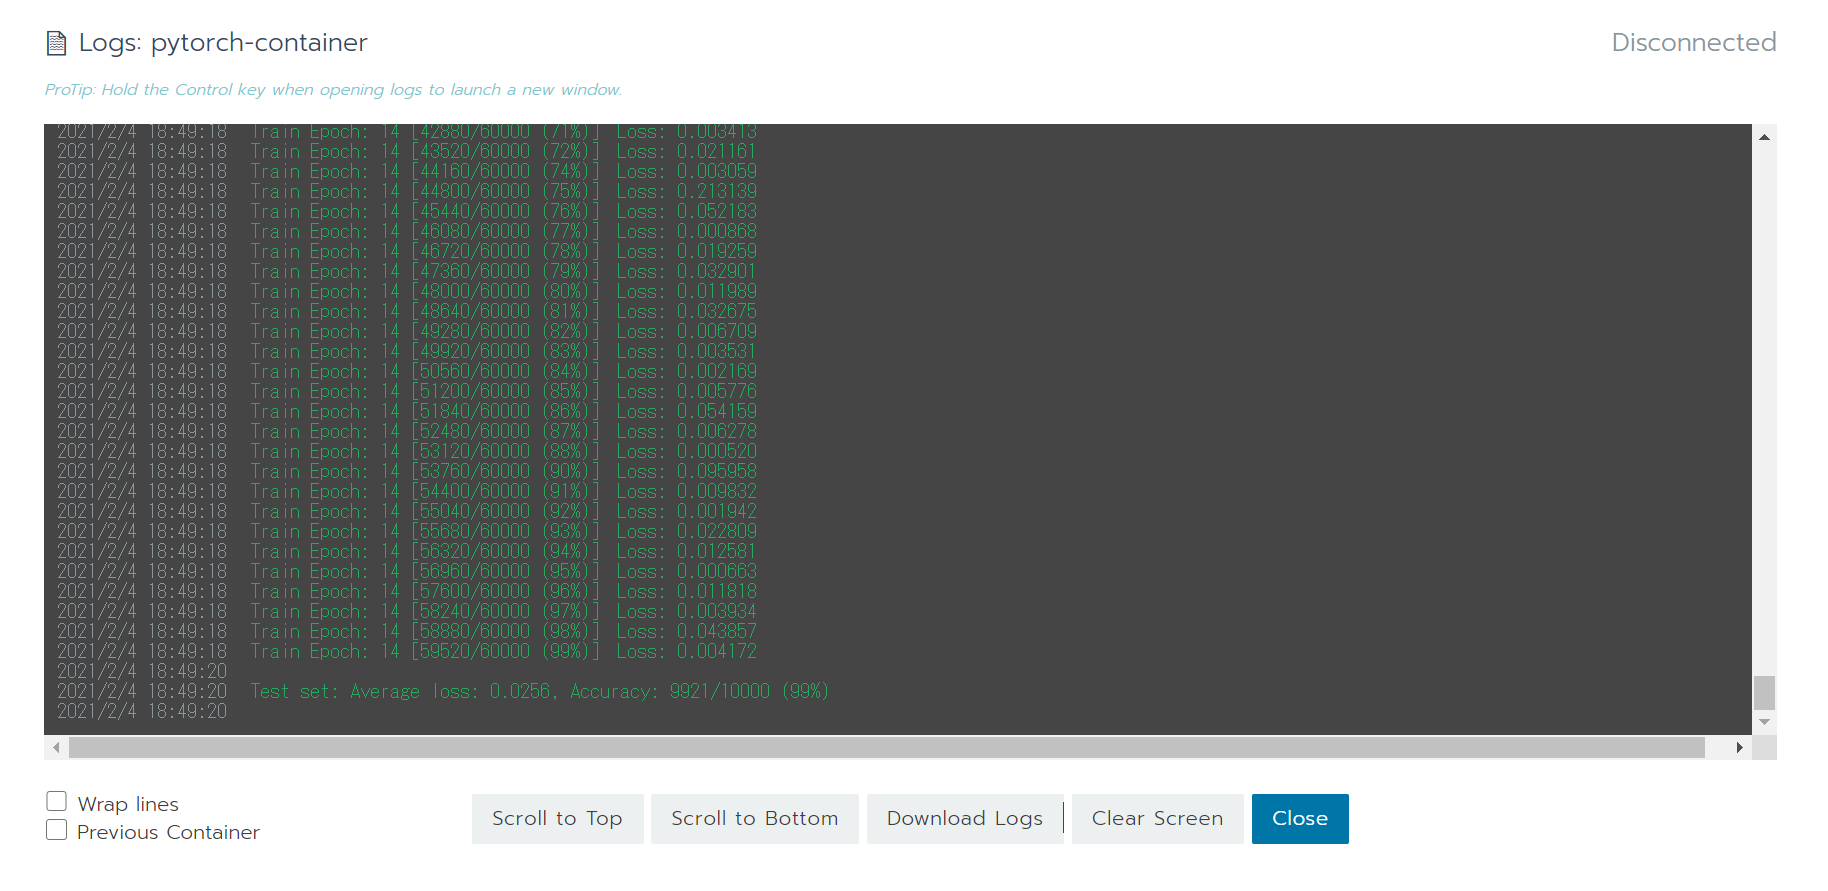 Logs: pytorch-container
Disconnected
ProTip: Hold the Control key when opening logs to launch a new window.
2021/2/4 18:49:18 Train Epoch: 14 [42880/60000 (71%)] Loss: 0.003413
2021/2/4 18:49:18 Train Epoch: 14 [43520/60000 (72%)] Loss: 0.021161
2021/2/4 18:49:18 Train Epoch: 14 [44160/60000 (74%)] Loss: 0.003059
2021/2/4 18:49:18 Train Epoch: 14 [44800/60000 (75%)] Loss: 0.213139
2021/2/4 18:49:18 Train Epoch: 14 [45440/60000 (76%)] Loss: 0.052183
2021/2/4 18:49:18 Train Epoch: 14 [46080/60000 (77%)] Loss: 0.000868
2021/2/4 18:49:18 Train Epoch: 14 [46720/60000 (78%)] Loss: 0.019259
2021/2/4 18:49:18 Train Epoch: 14 [47360/60000 (79%)] Loss: 0.032901
2021/2/4 18:49:18 Train Epoch: 14 [48000/60000 (80%)] Loss: 0.011989
2021/2/4 18:49:18 Train Epoch: 14 [48640/60000 (81%)] Loss: 0.032675
2021/2/4 18:49:18 Train Epoch: 14 [49280/60000 (82%)] Loss: 0.006709
2021/2/4 18:49:18 Train Epoch: 14 [49920/60000 (83%)] Loss: 0.003531
2021/2/4 18:49:18 Train Epoch: 14 [50560/60000 (84%)] Loss: 0.002169
2021/2/4 18:49:18 Train Epoch: 14 [51200/60000 (85%)] Loss: 0.005776
2021/2/4 18:49:18 Train Epoch: 14 [51840/60000 (86%)] Loss: 0.054159
2021/2/4 18:49:18 Train Epoch: 14 [52480/60000 (87%)] Loss: 0.006278
2021/2/4 18:49:18 Train Epoch: 14 [53120/60000 (88%)] Loss: 0.000520
2021/2/4 18:49:18 Train Epoch: 14 [53760/60000 (90%)] Loss: 0.095958
2021/2/4 18:49:18 Train Epoch: 14 [54400/60000 (91%)] Loss: 0.009832
2021/2/4 18:49:18 Train Epoch: 14 [55040/60000 (92%)] Loss: 0.001942
2021/2/4 18:49:18 Train Epoch: 14 [55680/60000 (93%)] Loss: 0.022809
2021/2/4 18:49:18 Train Epoch: 14 [56320/60000 (94%)] Loss: 0.012581
2021/2/4 18:49:18 Train Epoch: 14 [56960/60000 (95%)] Loss: 0.000663
2021/2/4 18:49:18 Train Epoch: 14 [57600/60000 (96%)] Loss: 0.011818
2021/2/4 18:49:18 Train Epoch: 14 [58240/60000 (97%)] Loss: 0.003934
2021/2/4 18:49:18 Train Epoch: 14 [58880/60000 (98%)] Loss: 0.043857
2021/2/4 18:49:18 Train Epoch: 14 [59520/60000 (99%)] Loss: 0.004172
2021/2/4 18:49:20
2021/2/4 18:49:20 Test set: Average loss: 0.0256, Accuracy: 9921/10000 (99%)
2021/2/4 18:49:20
Wrap lines
Previous Container
Scroll to Top
Scroll to Bottom
Download Logs
Clear Screen
Close